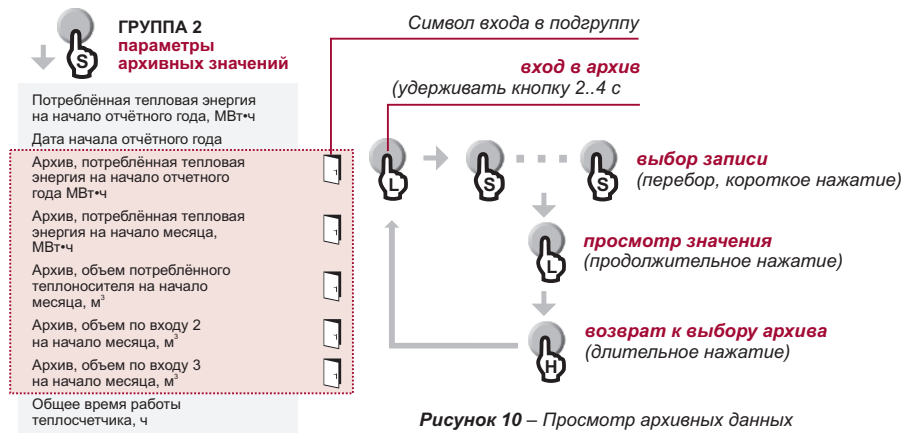 ГРУППА 2
параметры
архивных значений
S
Потреблённая тепловая энергия
на начало отчётного года, МВт•ч
Дата начала отчётного года
Архив, потреблённая тепловая
энергия на начало отчетного
года МВт•ч
Архив, потреблённая тепловая
энергия на начало месяца,
МВт•ч
Архив, объем потреблённого
теплоносителя на начало
месяца, м³
Архив, объем по входу 2
на начало месяца, м³
Архив, объем по входу 3
на начало месяца, м³
Общее время работы
теплосчетчика, ч
Символ входа в подгруппу
вход в архив
(удерживать кнопку 2..4 с
L
S
S
выбор записи
(перебор, короткое нажатие)
L
просмотр значения
(продолжительное нажатие)
H
возврат к выбору архива
(длительное нажатие)
Рисунок 10 – Просмотр архивных данных